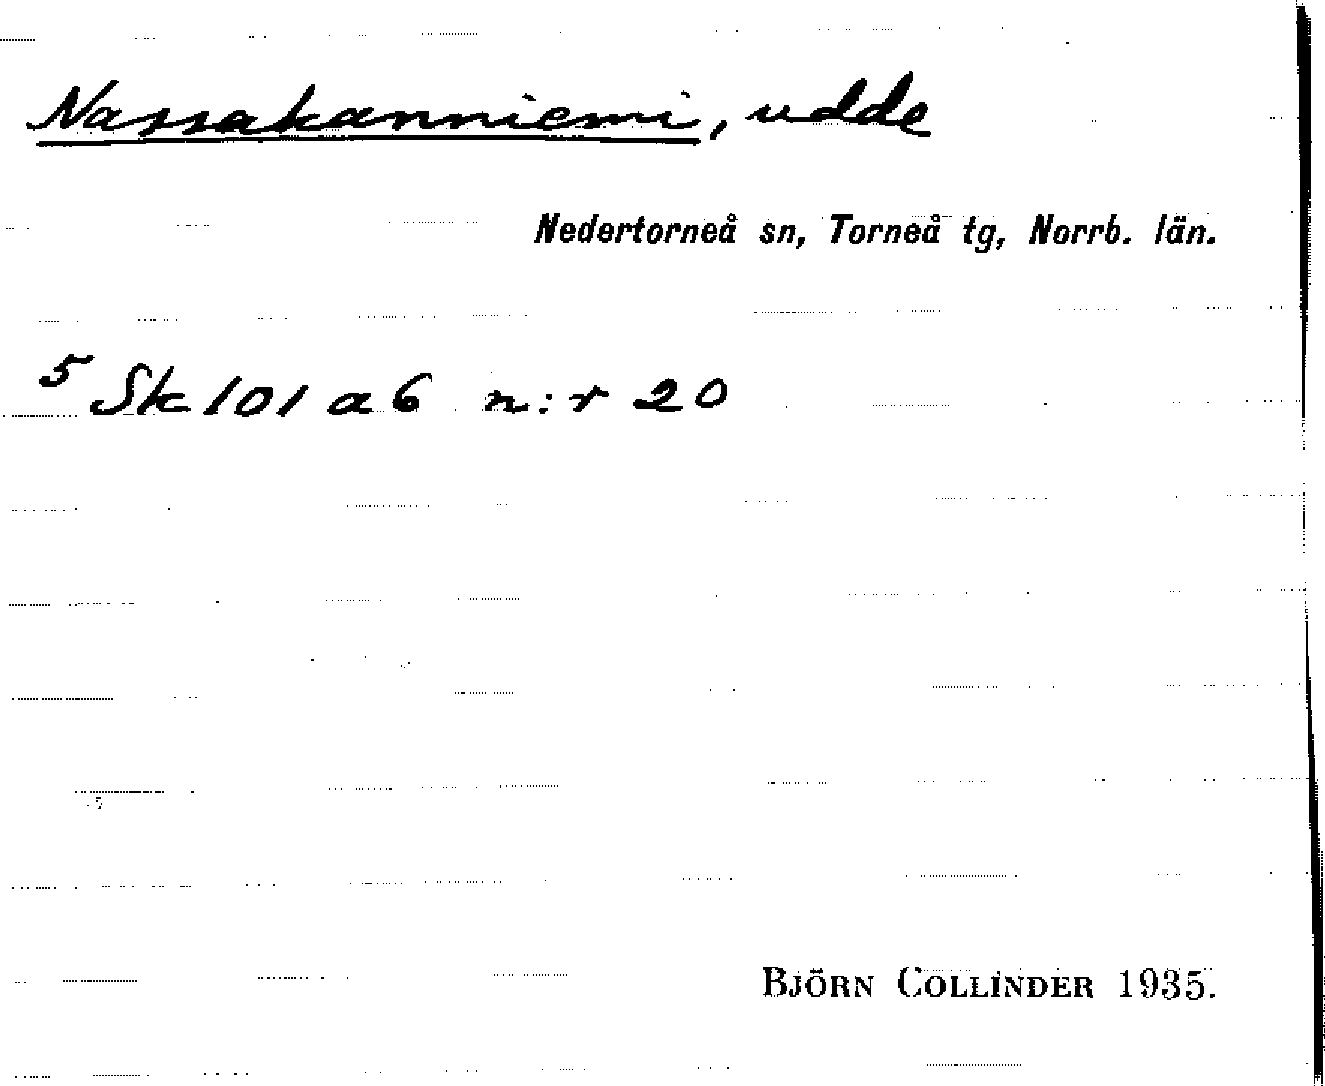 Nassakanniemi, udde
Nedertorneå sn, Torneå tg, Norrb. län.
5 Sk 101 a 6 n:r 20
BJÖRN COLLINDER 1935.